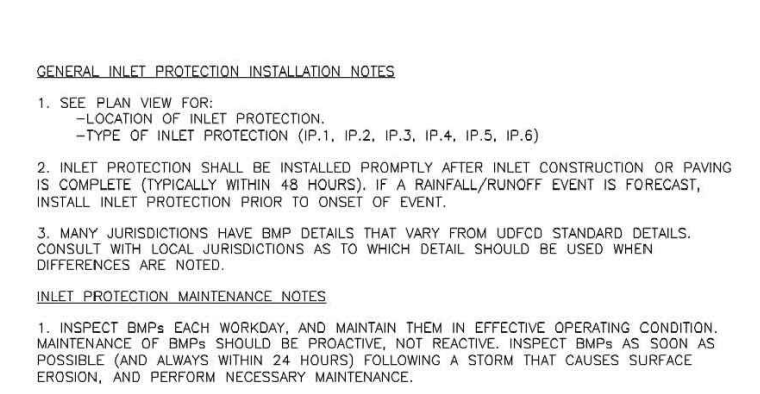 GENERAL INLET PROTECTION INSTALLATION NOTES
1. SEE PLAN VIEW FOR:
-LOCATION OF INLET PROTECTION.
-TYPE OF INLET PROTECTION (IP.1, IP.2, IP.3, IP.4, IP.5, IP.6)
2. INLET PROTECTION SHALL BE INSTALLED PROMPTLY AFTER INLET CONSTRUCTION OR PAVING
IS COMPLETE (TYPICALLY WITHIN 48 HOURS). IF A RAINFALL/RUNOFF EVENT IS FORECAST,
INSTALL INLET PROTECTION PRIOR TO ONSET OF EVENT.
3. MANY JURISDICTIONS HAVE BMP DETAILS THAT VARY FROM UDFCD STANDARD DETAILS.
CONSULT WITH LOCAL JURISDICTIONS AS TO WHICH DETAIL SHOULD BE USED WHEN
DIFFERENCES ARE NOTED.
INLET PROTECTION MAINTENANCE NOTES
1. INSPECT BMPs EACH WORKDAY, AND MAINTAIN THEM IN EFFECTIVE OPERATING CONDITION.
MAINTENANCE OF BMPs SHOULD BE PROACTIVE, NOT REACTIVE. INSPECT BMPs AS SOON AS
POSSIBLE (AND ALWAYS WITHIN 24 HOURS) FOLLOWING A STORM THAT CAUSES SURFACE
EROSION, AND PERFORM NECESSARY MAINTENANCE.